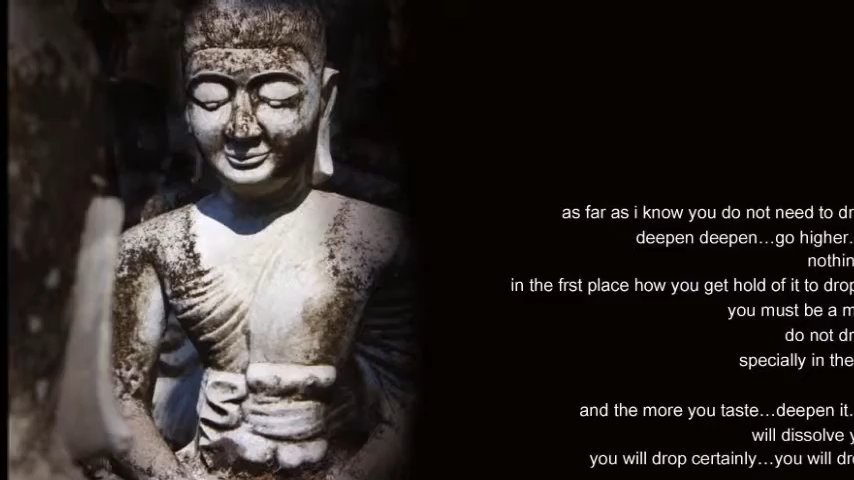 as far as i know you do not need to
deepen deepen…go higher…
in the frst place how you get hold of it to drop
you must be a
do not
specially in the
and the more you taste…deepen it…
will dissolve
you will drop certainly…you will